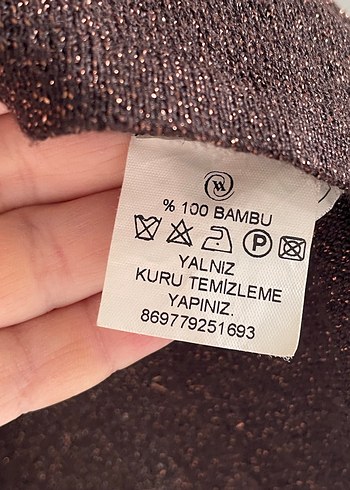 % 100 BAMBU
P
YALNIZ
KURU TEMİZLEME
YAPINIZ.
869779251693